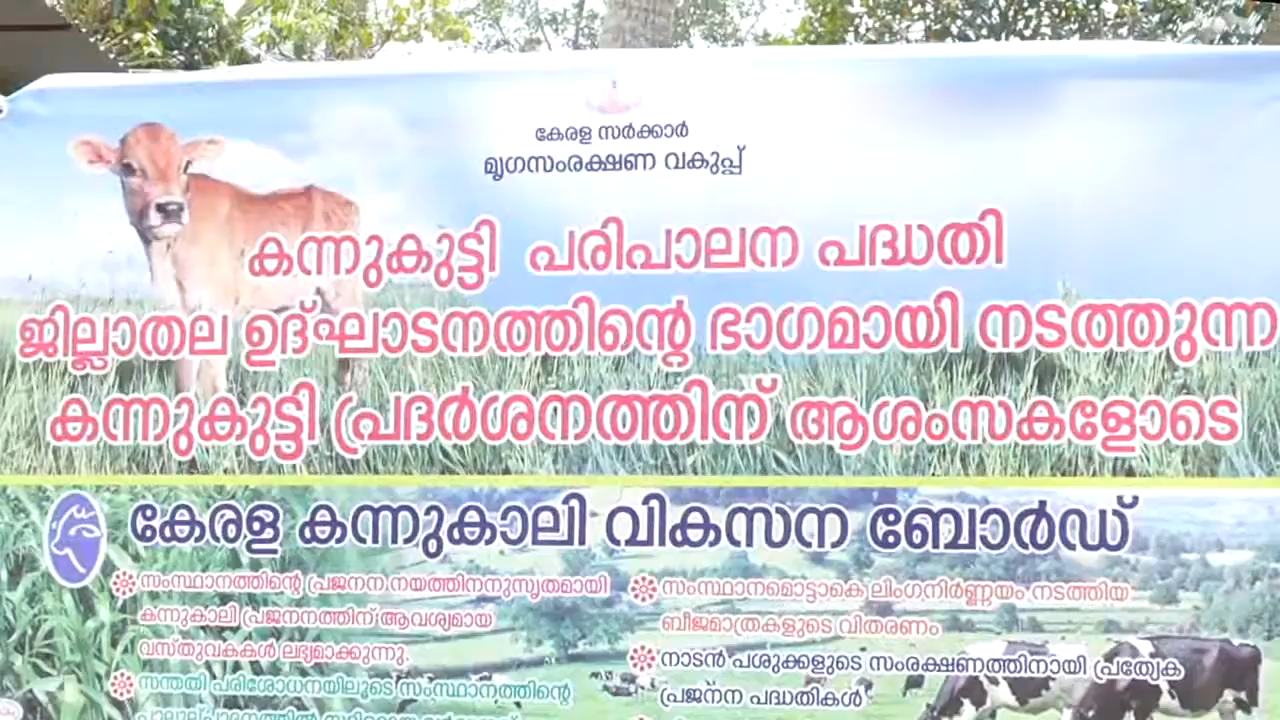 കേരള സർക്കാർ
മൃഗസംരക്ഷണ വകുപ്പ്
കന്നുകുട്ടി പരിപാലന പദ്ധതി
ജില്ലാതല ഉദ്ഘാടനത്തിന്റെ ഭാഗമായി നടത്തുന്ന
കന്നുകുട്ടി പ്രദർശനത്തിന് ആശംസകളോടെ
കേരള കന്നുകാലി വികസന ബോർഡ്
സംസ്ഥാനത്തിന്റെ പ്രജനന നയത്തിനനുസൃതമായി
കന്നുകാലി പ്രജനനത്തിന് ആവശ്യമായ
വസ്തുവകകൾ ലഭ്യമാക്കുന്നു.
സന്തതി പരിശോധനയിലൂടെ സംസ്ഥാനത്തിന്റെ
സംസ്ഥാനമൊട്ടാകെ ലിംഗനിർണ്ണയം നടത്തിയ
ബീജമാത്രകളുടെ വിതരണം
നാടൻ പശുക്കളുടെ സംരക്ഷണത്തിനായി പ്രത്യേക
പ്രജനന പദ്ധതികൾ